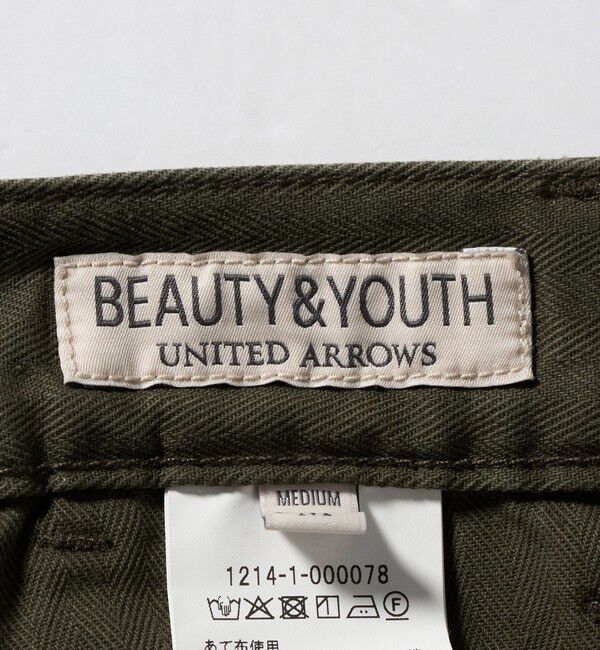 BEAUTY&YOUTH
UNITED ARROWS
MEDIUM
1214-1-000078
F
あて布使用